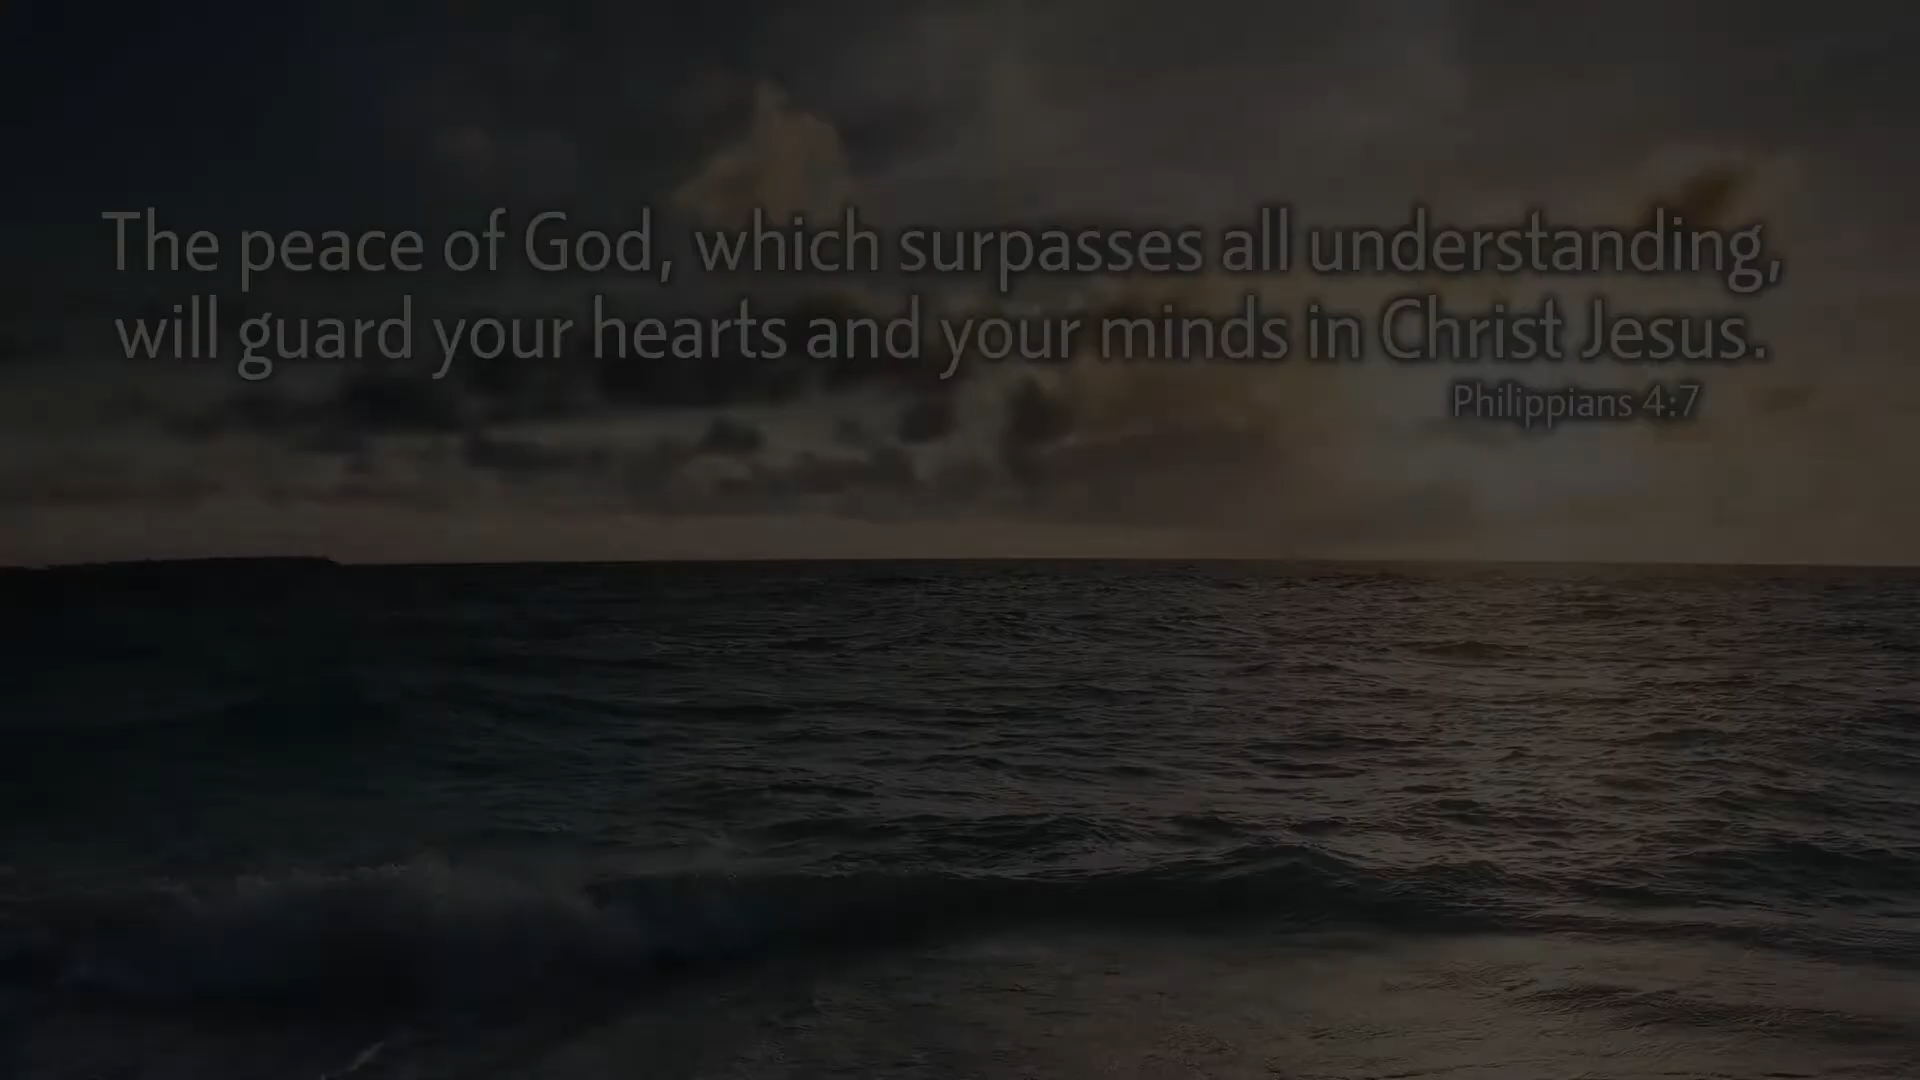 The peace of God, which surpasses all understanding,
will guard your hearts and your minds in Christ Jesus.
Philippians 4:7